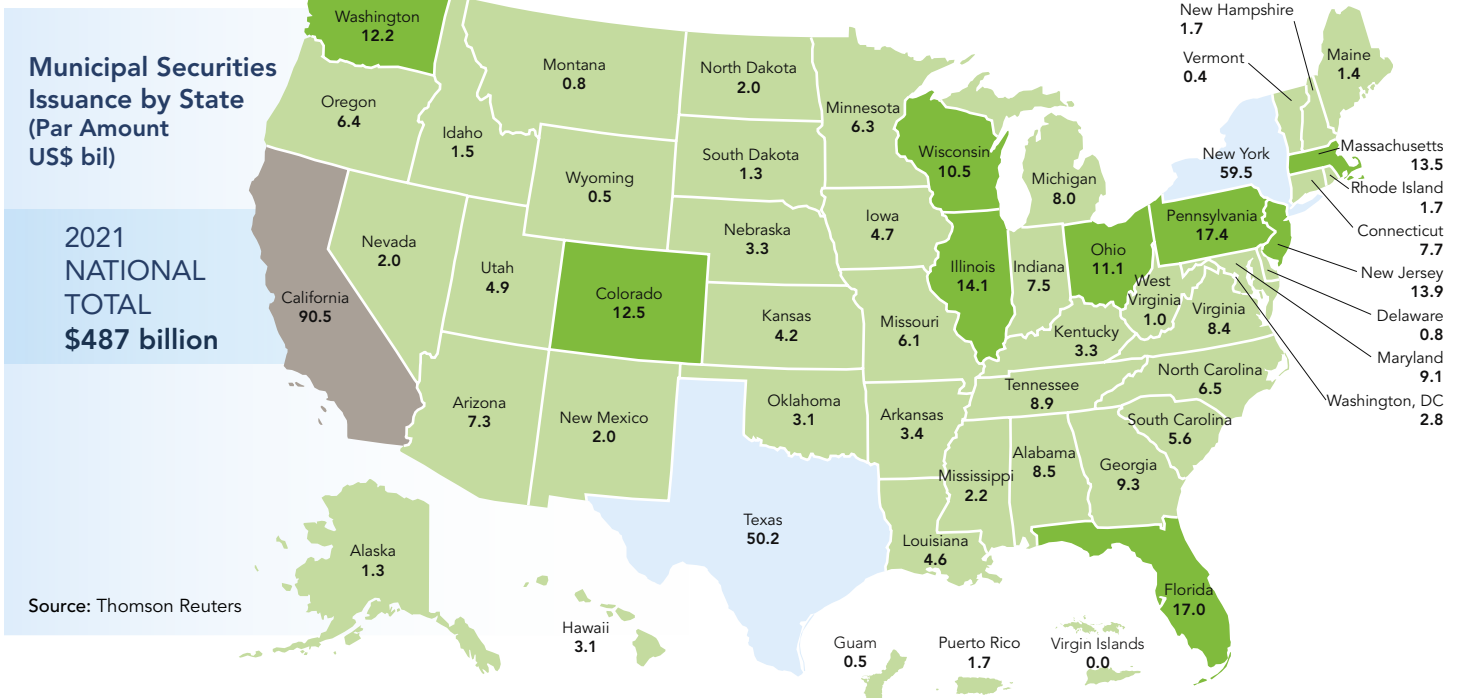 Municipal Securities
Issuance by State
(Par Amount
US$ bil)
2021
NATIONAL
TOTAL
$487 billion
Source: Thomson Reuters
Washington
12.2
Oregon
6.4
California
90.5
Idaho
1.5
Nevada
2.0
Montana
0.8
Wyoming
0.5
Utah
4.9
Colorado
12.5
Arizona
7.3
New Mexico
2.0
North Dakota
2.0
South Dakota
1.3
Nebraska
3.3
Kansas
4.2
Oklahoma
3.1
Texas
50.2
Minnesota
6.3
Iowa
4.7
Missouri
6.1
Arkansas
3.4
Louisiana
4.6
Wisconsin
10.5
Illinois
14.1
Michigan
8.0
Indiana
7.5
Ohio
11.1
Kentucky
3.3
Tennessee
8.9
Mississippi
2.2
Alabama
8.5
Georgia
9.3
Florida
17.0
South Carolina
5.6
North Carolina
6.5
West
Virginia
1.0
Virginia
8.4
Pennsylvania
17.4
New York
59.5
New Hampshire
1.7
Vermont
0.4
Maine
1.4
Massachusetts
13.5
Rhode Island
1.7
Connecticut
7.7
New Jersey
13.9
Delaware
0.8
Maryland
9.1
Washington, DC
2.8
Alaska
1.3
Hawaii
3.1
Guam
0.5
Puerto Rico
1.7
Virgin Islands
0.0